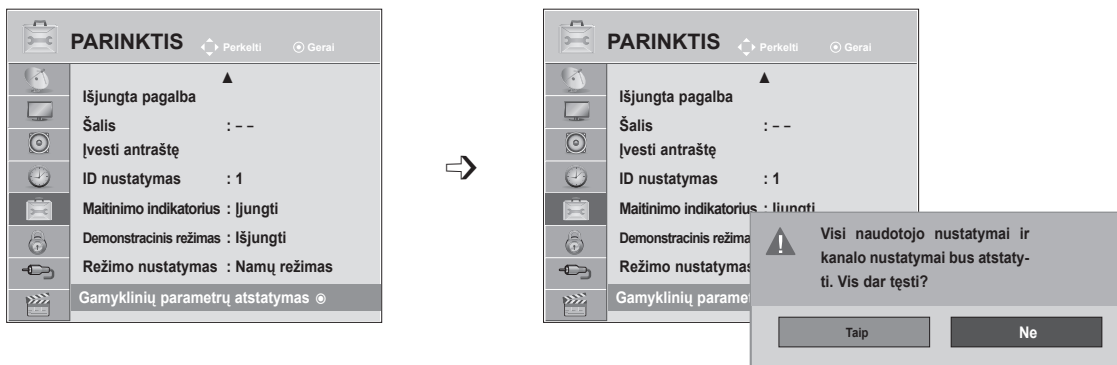 PARINKTIS Perkelti Gerai
Išjungta pagalba
Šalis : – –
Įvesti antraštę
ID nustatymas : 1
Maitinimo indikatorius : Įjungti
Demonstracinis režimas : Išjungti
Režimo nustatymas : Namų režimas
Gamyklinių parametrų atstatymas
PARINKTIS Perkelti Gerai
Išjungta pagalba
Šalis : – –
Įvesti antraštę
ID nustatymas : 1
Maitinimo indikatorius : Įjungti
Demonstracinis režima
Režimo nustatymas
Gamyklinių parame
Visi naudotojo nustatymai ir
kanalo nustatymai bus atstaty-
ti. Vis dar tęsti?
Taip Ne